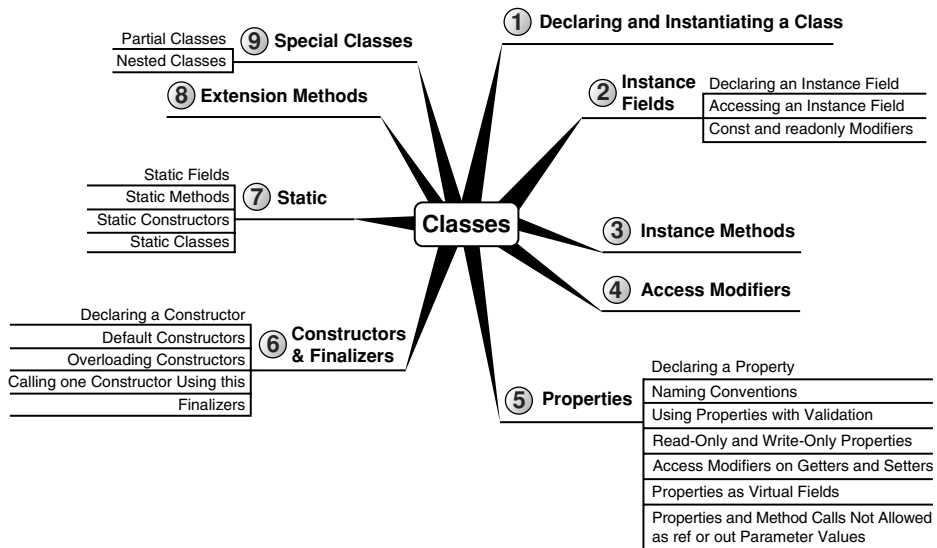 Classes
1 Declaring and Instantiating a Class
2 Instance
Fields
Declaring an Instance Field
Accessing an Instance Field
Const and readonly Modifiers
3 Instance Methods
4 Access Modifiers
5 Properties
Declaring a Property
Naming Conventions
Using Properties with Validation
Read-Only and Write-Only Properties
Access Modifiers on Getters and Setters
Properties as Virtual Fields
Properties and Method Calls Not Allowed
as ref or out Parameter Values
6 Constructors
& Finalizers
Declaring a Constructor
Default Constructors
Overloading Constructors
Calling one Constructor Using this
Finalizers
7 Static
Static Fields
Static Methods
Static Constructors
Static Classes
8 Extension Methods
9 Special Classes
Partial Classes
Nested Classes